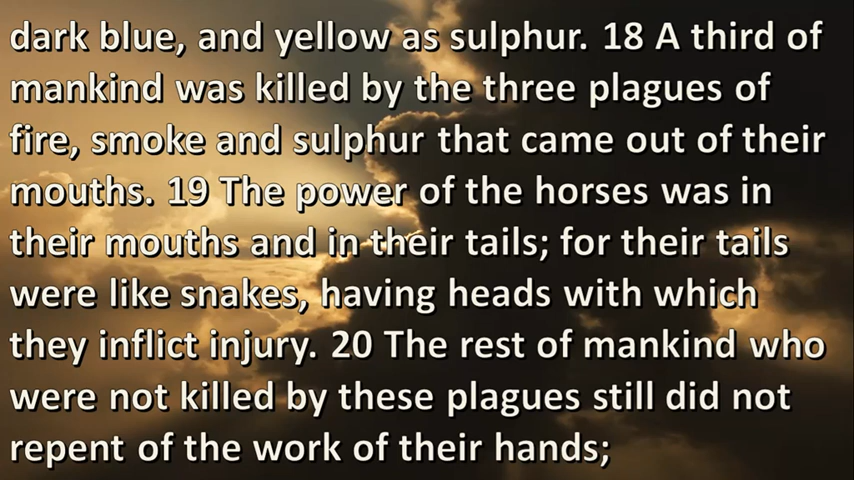 dark blue, and yellow as sulphur. 18 A third of
mankind was killed by the three plagues of
fire, smoke and sulphur that came out of their
mouths. 19 The power of the horses was in
their mouths and in their tails; for their tails
were like snakes, having heads with which
they inflict injury. 20 The rest of mankind who
were not killed by these plagues still did not
repent of the work of their hands;